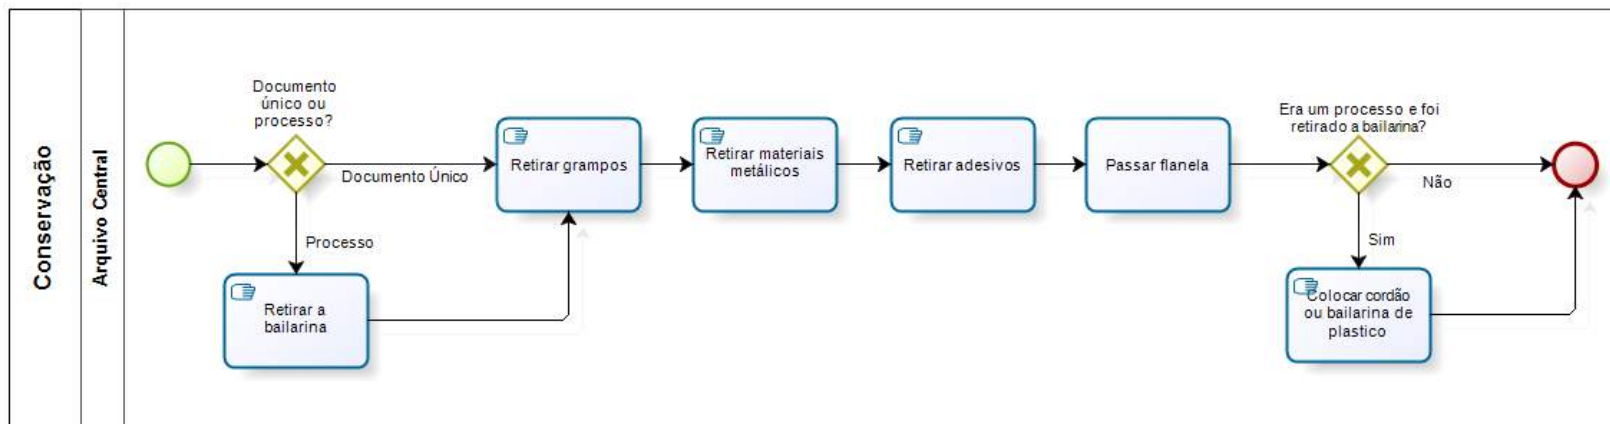 Conservação
Arquivo Central
Documento
único ou
processo?
Documento Único
Processo
Retirar a
bailarina
Retirar grampos
Retirar materiais
metálicos
Retirar adesivos
Passar flanela
Era um processo e foi
retirado a bailarina?
Não
Sim
Colocar cordão
ou bailarina de
plastico